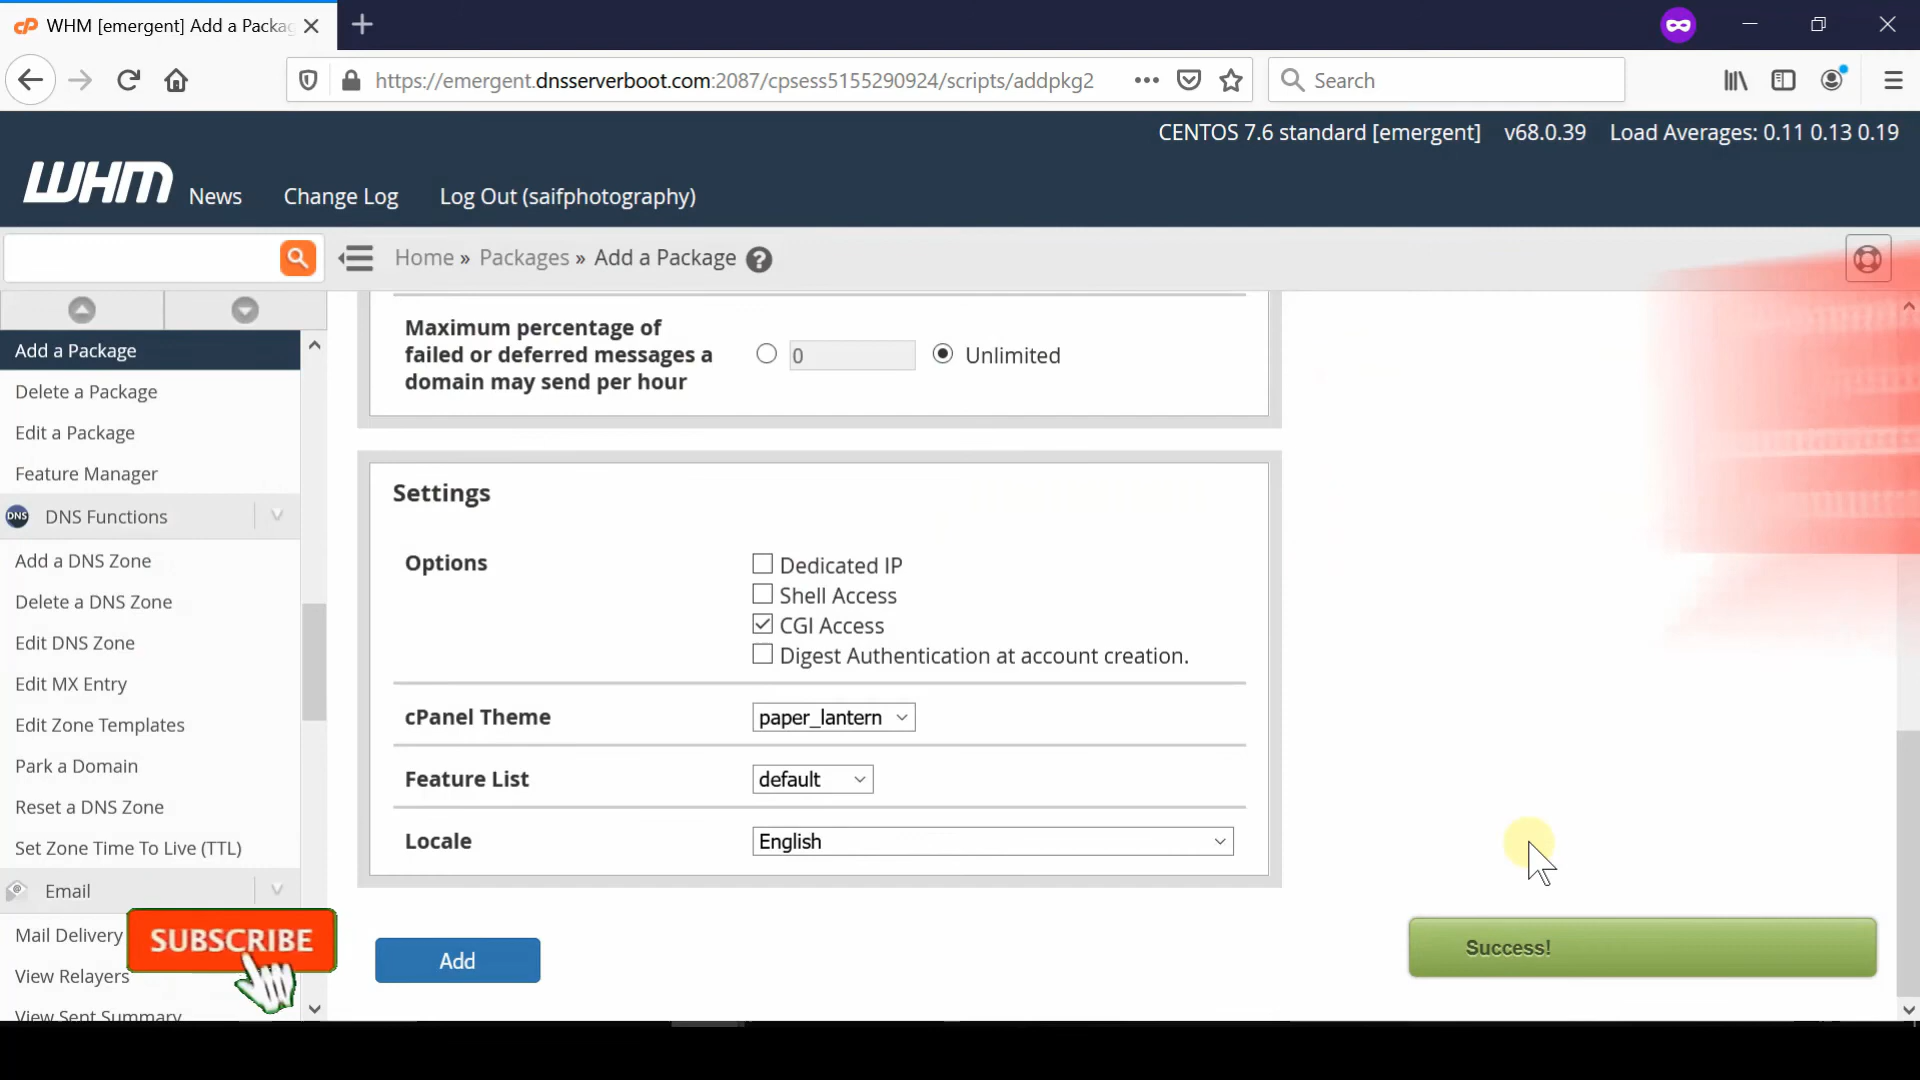 WHM [emergent] Add a Packag
https://emergent.dnsserverboot.com:2087/cpsess5155290924/scripts/addpkg2
Search
CENTOS 7.6 standard [emergent] v68.0.39 Load Averages: 0.11 0.13 0.19
WHM
News
Change Log
Log Out (saifphotography)
Home » Packages » Add a Package
Add a Package
Delete a Package
Edit a Package
Feature Manager
DNS
DNS Functions
Add a DNS Zone
Delete a DNS Zone
Edit DNS Zone
Edit MX Entry
Edit Zone Templates
Park a Domain
Reset a DNS Zone
Set Zone Time To Live (TTL)
Email
Mail Delivery
View Relayers
View Sent Summary
SUBSCRIBE
Maximum percentage of
failed or deferred messages a
domain may send per hour
0
Unlimited
Settings
Options
Dedicated IP
Shell Access
CGI Access
Digest Authentication at account creation.
cPanel Theme
paper_lantern
Feature List
default
Locale
English
Add
Success!